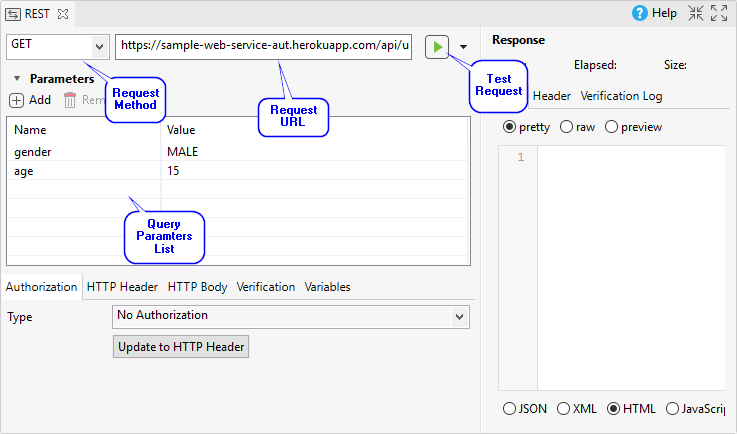 REST
Help
GET
https://sample-web-service-aut.herokuapp.com/api/u
Response
Elapsed:
Size:
Parameters
Request
Method
Request
URL
Test
Request
Add
Header
Verification Log
pretty
raw
preview
Name
Value
gender
MALE
age
15
1
Query
Paramters
List
Authorization
HTTP Header
HTTP Body
Verification
Variables
Type
No Authorization
Update to HTTP Header
JSON
XML
HTML
JavaScrip